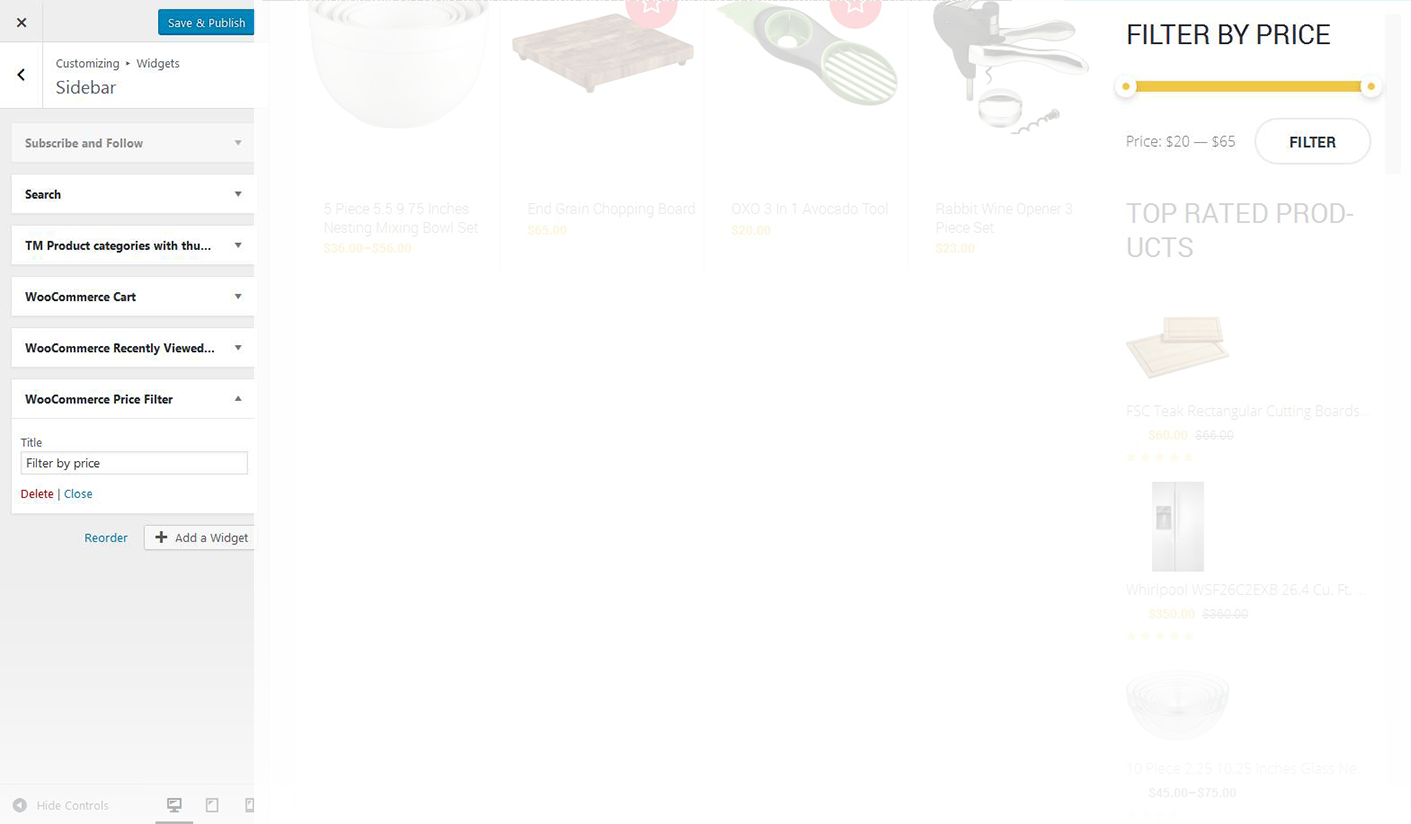 Save & Publish
Customizing ▸ Widgets
Sidebar
Subscribe and Follow
Search
TM Product categories with thu...
WooCommerce Cart
WooCommerce Recently Viewed...
WooCommerce Price Filter
Title
Filter by price
Delete | Close
Reorder
Add a Widget
Hide Controls
5 Piece 5.5 9.75 Inches
Nesting Mixing Bowl Set
$36.00–$56.00
End Grain Chopping Board
$65.00
OXO 3 In 1 Avocado Tool
$20.00
Rabbit Wine Opener 3
Piece Set
$23.00
FILTER BY PRICE
Price: $20 — $65
FILTER
TOP RATED PROD-
UCTS
FSC Teak Rectangular Cutting Boards...
$60.00 $66.00
Whirlpool WSF26C2EXB 26.4 Cu. Ft. ...
$350.00 $360.00
10 Piece 2.25 10.25 Inches Glass Ne...
$45.00–$75.00